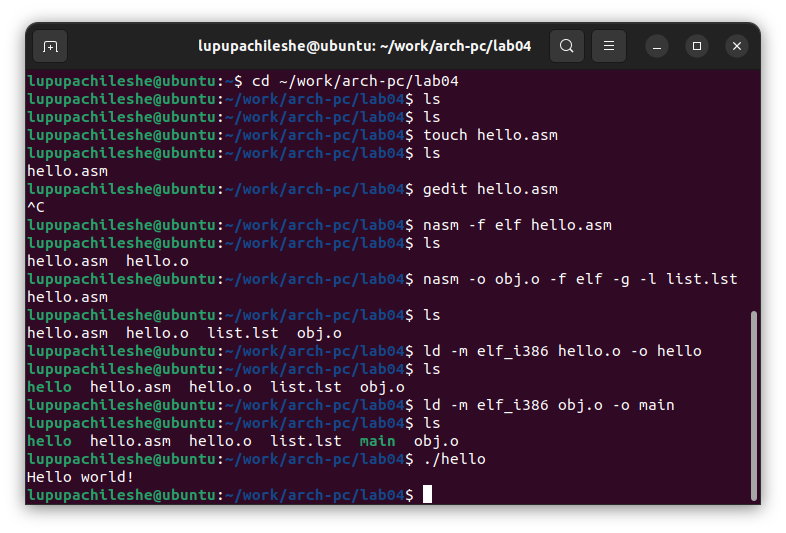 lupupachileshe@ubuntu: ~/work/arch-pc/lab04
lupupachileshe@ubuntu:~$ cd ~/work/arch-pc/lab04
lupupachileshe@ubuntu:~/work/arch-pc/lab04$ ls
lupupachileshe@ubuntu:~/work/arch-pc/lab04$ ls
lupupachileshe@ubuntu:~/work/arch-pc/lab04$ touch hello.asm
lupupachileshe@ubuntu:~/work/arch-pc/lab04$ ls
hello.asm
lupupachileshe@ubuntu:~/work/arch-pc/lab04$ gedit hello.asm
^C
lupupachileshe@ubuntu:~/work/arch-pc/lab04$ nasm -f elf hello.asm
lupupachileshe@ubuntu:~/work/arch-pc/lab04$ ls
hello.asm  hello.o
lupupachileshe@ubuntu:~/work/arch-pc/lab04$ nasm -o obj.o -f elf -g -l list.lst
hello.asm
lupupachileshe@ubuntu:~/work/arch-pc/lab04$ ls
hello.asm  hello.o  list.lst  obj.o
lupupachileshe@ubuntu:~/work/arch-pc/lab04$ ld -m elf_i386 hello.o -o hello
lupupachileshe@ubuntu:~/work/arch-pc/lab04$ ls
hello  hello.asm  hello.o  list.lst  obj.o
lupupachileshe@ubuntu:~/work/arch-pc/lab04$ ld -m elf_i386 obj.o -o main
lupupachileshe@ubuntu:~/work/arch-pc/lab04$ ls
hello  hello.asm  hello.o  list.lst  main  obj.o
lupupachileshe@ubuntu:~/work/arch-pc/lab04$ ./hello
Hello world!
lupupachileshe@ubuntu:~/work/arch-pc/lab04$